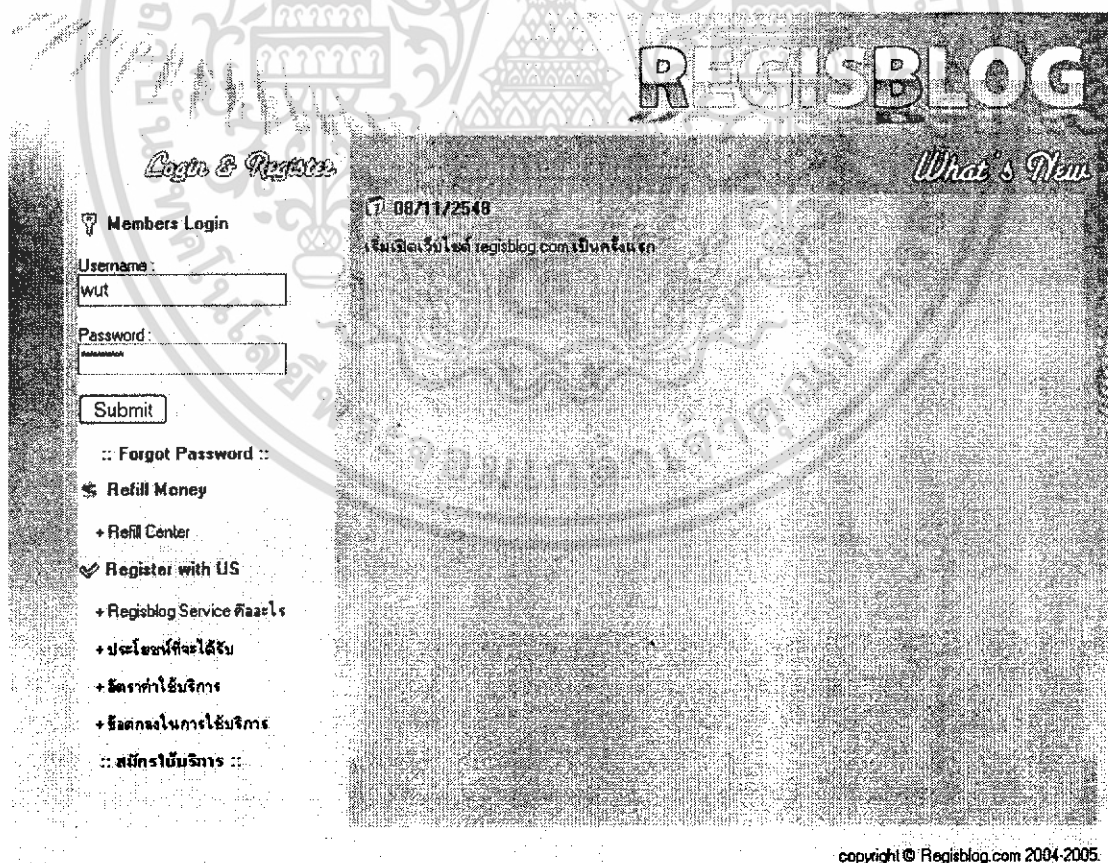 REGISBLOG
Login & Register
What's New
Members Login
Username :
wut
Password :
********
Submit
:: Forgot Password ::
Refill Money
+ Refill Center
Register with US
+ Regisblog Service คืออะไร
+ ประโยชน์ที่จะได้รับ
+ อัตราค่าใช้บริการ
+ ข้อตกลงในการใช้บริการ
:: สมัครใช้บริการ ::
7 08/11/2548
เริ่มเปิดเว็บไซต์ regisblog.com เป็นครั้งแรก
copyright © Regisblog.com 2004-2005